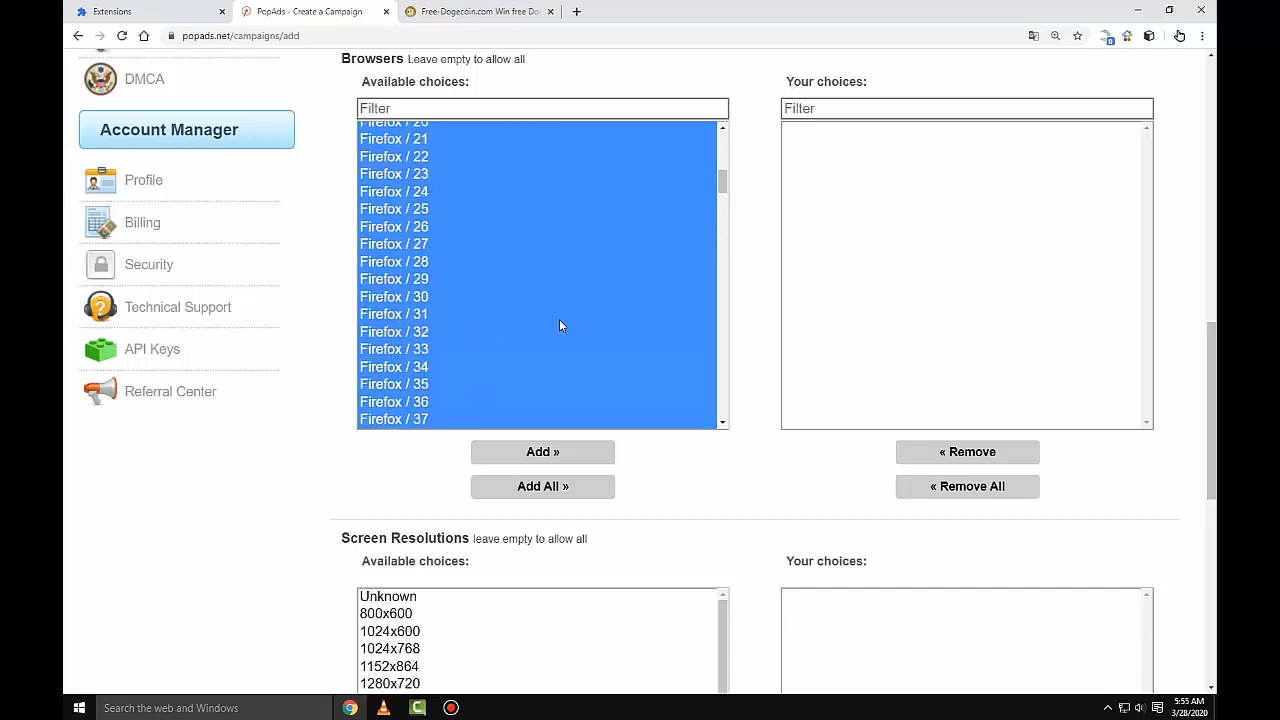 Extensions
PopAds - Create a Campaign
Free-Dogecoin.com Win free Do
popads.net/campaigns/add
0
DMCA
Account Manager
Profile
Billing
Security
Technical Support
API Keys
Referral Center
Browsers Leave empty to allow all
Available choices:
Filter
Firefox / 20
Firefox / 21
Firefox / 22
Firefox / 23
Firefox / 24
Firefox / 25
Firefox / 26
Firefox / 27
Firefox / 28
Firefox / 29
Firefox / 30
Firefox / 31
Firefox / 32
Firefox / 33
Firefox / 34
Firefox / 35
Firefox / 36
Firefox / 37
Add »
Add All »
Your choices:
Filter
« Remove
« Remove All
Screen Resolutions leave empty to allow all
Available choices:
Unknown
800x600
1024x600
1024x768
1152x864
1280x720
Your choices:
Search the web and Windows
5:55 AM
3/28/2020